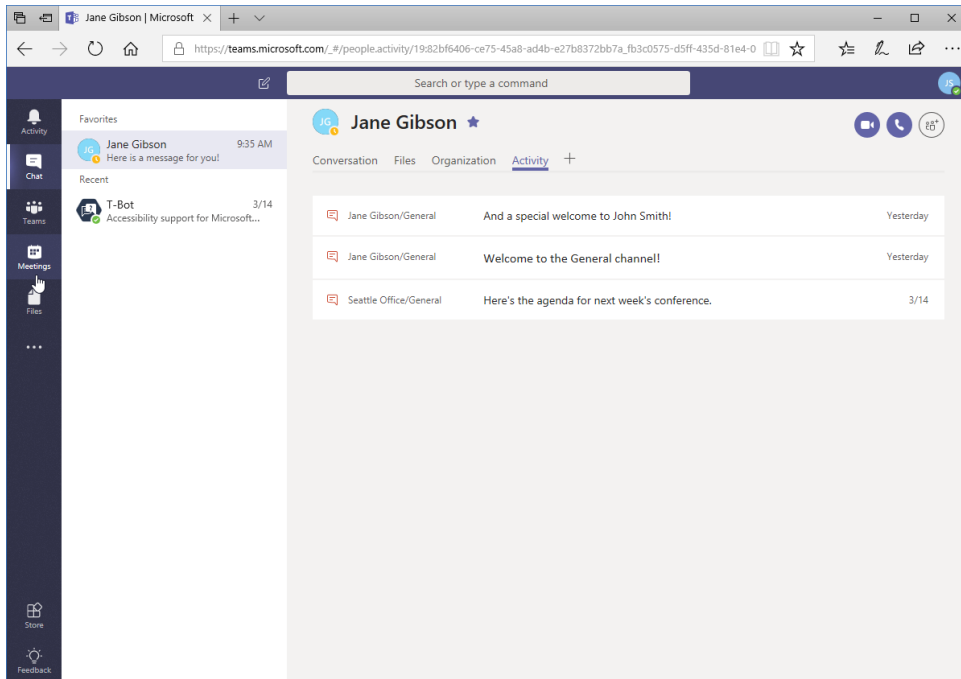 Jane Gibson | Microsoft
https://teams.microsoft.com/_#/people.activity/19:82bf6406-ce75-45a8-ad4b-e27b8372bb7a_fb3c0575-d5ff-435d-81e4-0
Search or type a command
JS
Activity
Chat
Teams
Meetings
Files
Store
Feedback
Favorites
JG
Jane Gibson 9:35 AM
Here is a message for you!
Recent
T-Bot 3/14
Accessibility support for Microsoft...
JG
Jane Gibson
Conversation Files Organization Activity
Jane Gibson/General And a special welcome to John Smith! Yesterday
Jane Gibson/General Welcome to the General channel! Yesterday
Seattle Office/General Here's the agenda for next week's conference. 3/14